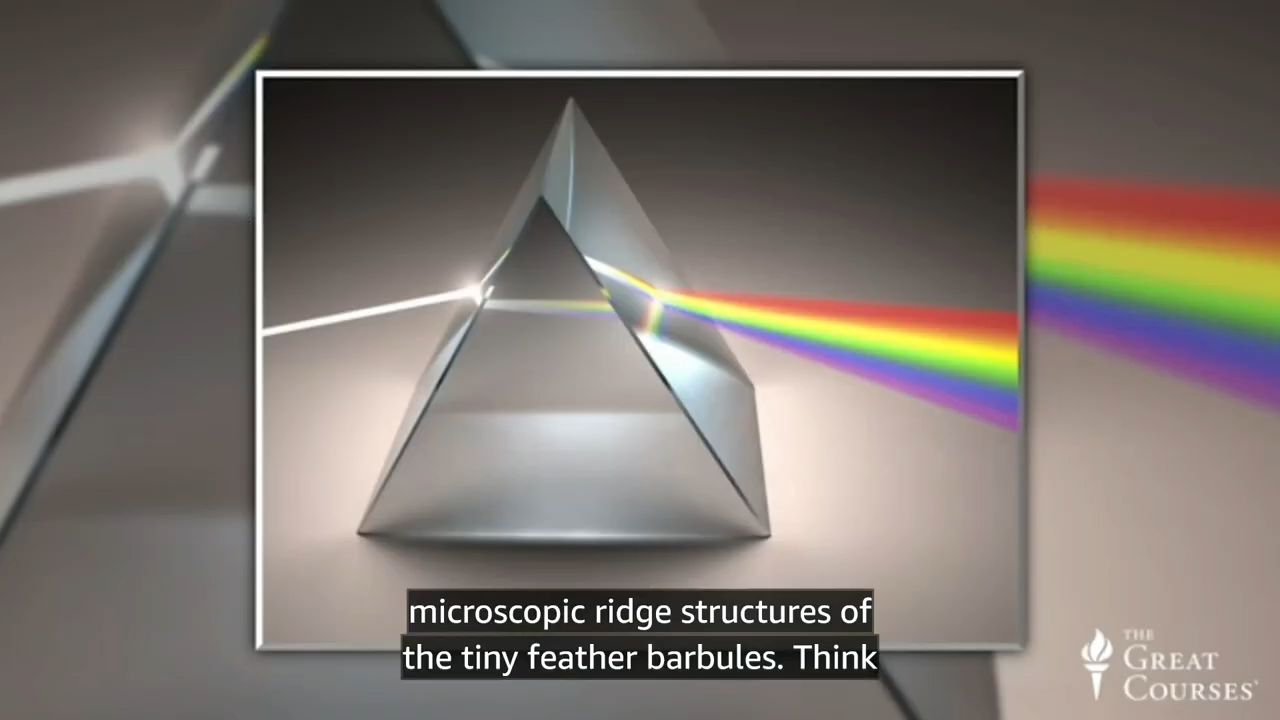 microscopic ridge structures of
the tiny feather barbules. Think
THE
GREAT
COURSES